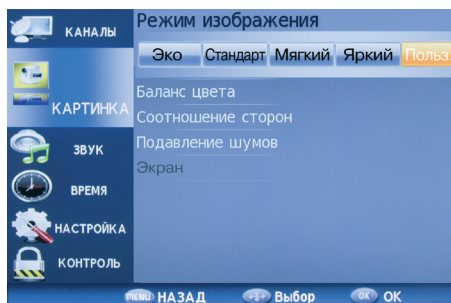 КАНАЛЫ
КАРТИНКА
ЗВУК
ВРЕМЯ
НАСТРОЙКА
КОНТРОЛЬ
Режим изображения
Эко Стандарт Мягкий Яркий Польз
Баланс цвета
Соотношение сторон
Подавление шумов
Экран
MENU НАЗАД Выбор OK ОК